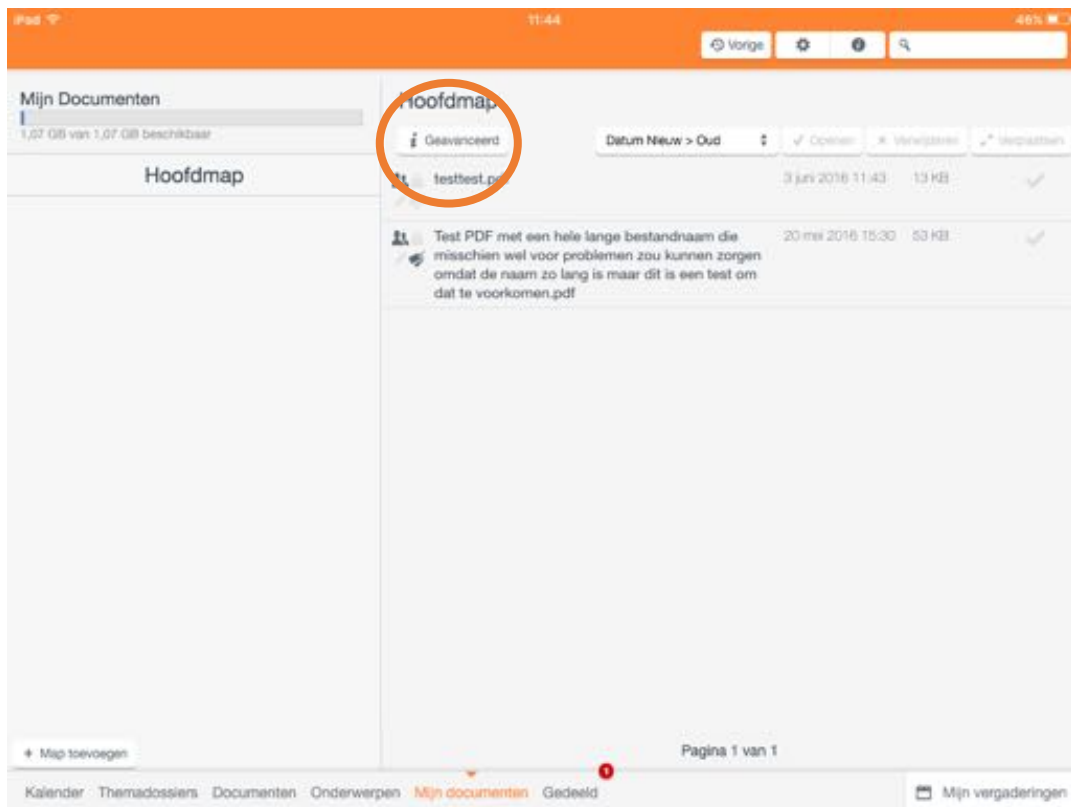 iPad 11:44 46%
Vorige
Mijn Documenten
1,07 GB van 1,07 GB beschikbaar
Hoofdmap
Hoofdmap
i Geavanceerd Datum Nieuw > Oud Openen Verwijderen Verplaatsen
testtest.pdf 3 juni 2016 11:43 13 KB
Test PDF met een hele lange bestandnaam die 20 mei 2016 15:30 53 KB
misschien wel voor problemen zou kunnen zorgen
omdat de naam zo lang is maar dit is een test om
dat te voorkomen.pdf
+ Map toevoegen
Pagina 1 van 1
1
Kalender Themadossiers Documenten Onderwerpen Mijn documenten Gedeeld Mijn vergaderingen